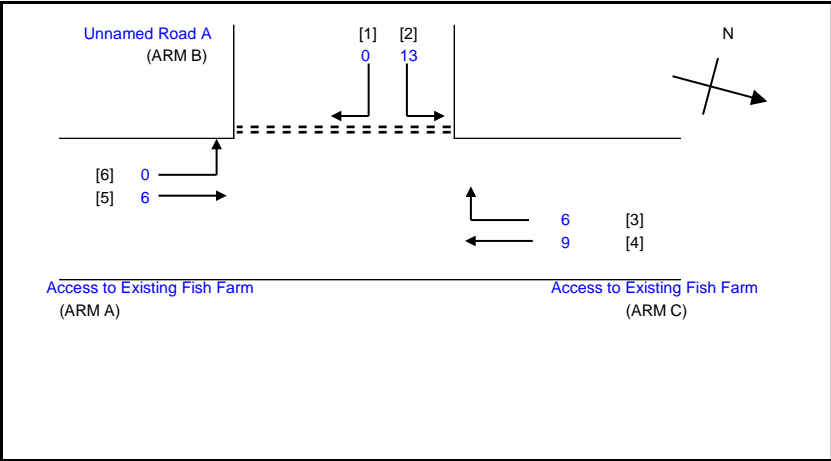 Unnamed Road A [1] [2] N
(ARM B) 0 13
[6] 0
[5] 6
6 [3]
9 [4]
Access to Existing Fish Farm Access to Existing Fish Farm
(ARM A) (ARM C)